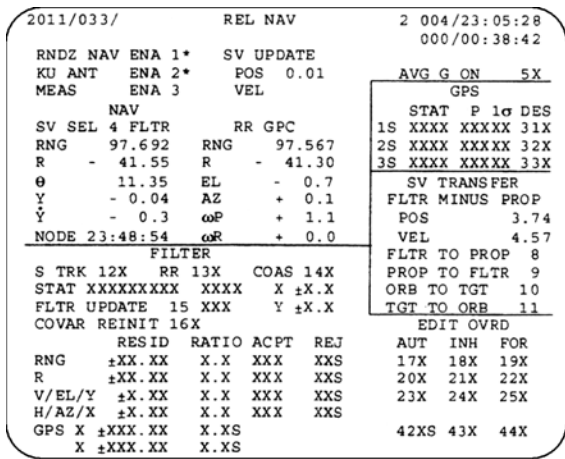 2011/033/ REL NAV 2 004/23:05:28
000/00:38:42
RNDZ NAV ENA 1* SV UPDATE
KU ANT ENA 2* POS 0.01 AVG G ON 5X
MEAS ENA 3 VEL GPS
NAV STAT P 1σ DES
SV SEL 4 FLTR RR GPC 1S XXXX XXXXX 31X
RNG 97.692 RNG 97.567 2S XXXX XXXXX 32X
R - 41.55 R - 41.30 3S XXXX XXXXX 33X
θ 11.35 EL - 0.7 SV TRANSFER
Y - 0.04 AZ + 0.1 FLTR MINUS PROP
Ẏ - 0.3 ωP + 1.1 POS 3.74
NODE 23:48:54 ωR + 0.0 VEL 4.57
FILTER FLTR TO PROP 8
S TRK 12X RR 13X COAS 14X PROP TO FLTR 9
STAT XXXXXXXXX XXXX X ±X.X ORB TO TGT 10
FLTR UPDATE 15 XXX Y ±X.X TGT TO ORB 11
COVAR REINIT 16X EDIT OVRD
RESID RATIO ACPT REJ AUT INH FOR
RNG ±XX.XX X.X XXX XXS 17X 18X 19X
R ±XX.XX X.X XXX XXS 20X 21X 22X
V/EL/Y ±X.XX X.X XXX XXS 23X 24X 25X
H/AZ/X ±X.XX X.X XXX XXS
GPS X ±XXX.XX X.XS 42XS 43X 44X
X ±XXX.XX X.XS